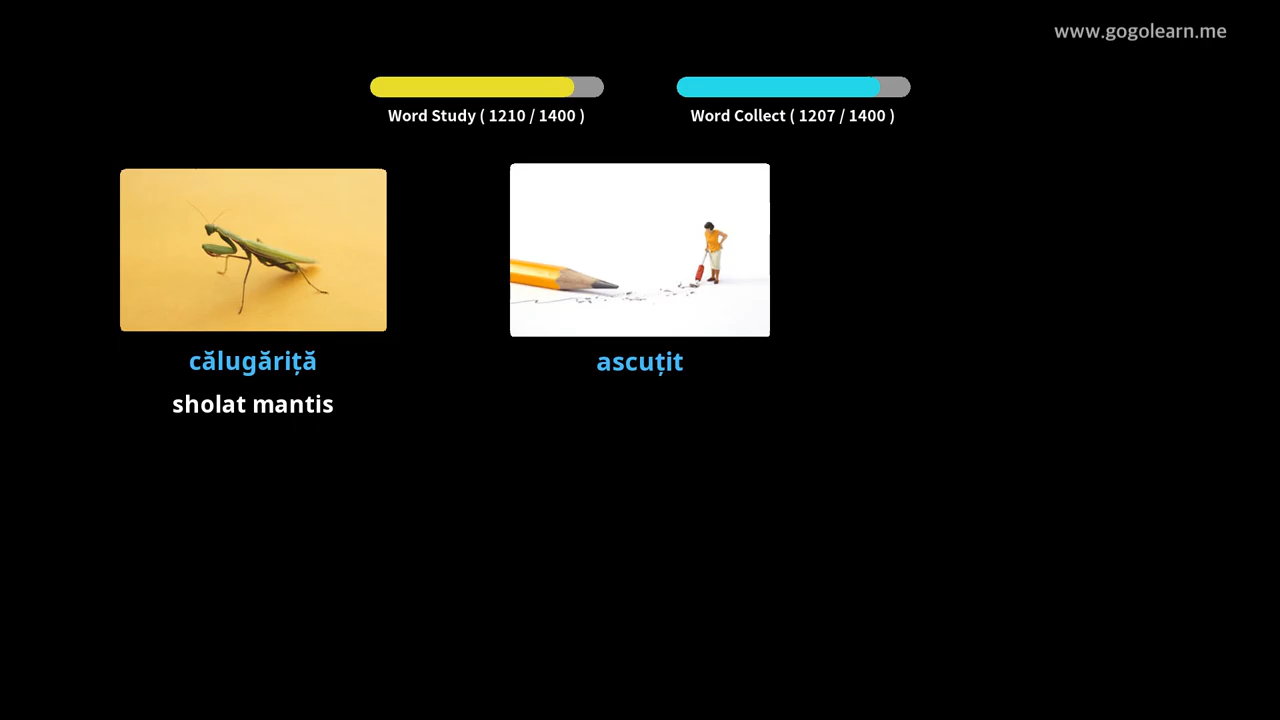 www.gogolearn.me
Word Study ( 1210 / 1400 )
Word Collect ( 1207 / 1400 )
călugăriță
ascuțit
sholat mantis